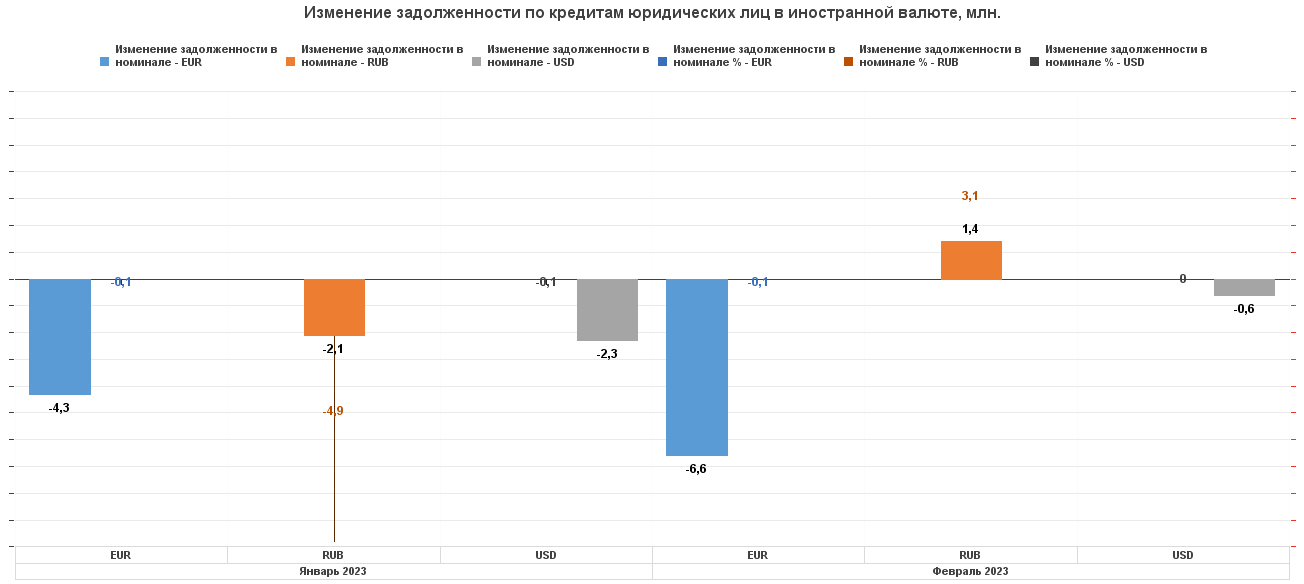 Изменение задолженности по кредитам юридических лиц в иностранной валюте, млн.
Изменение задолженности в номинале - EUR
Изменение задолженности в номинале - RUB
Изменение задолженности в номинале - USD
Изменение задолженности в номинале % - EUR
Изменение задолженности в номинале % - RUB
Изменение задолженности в номинале % - USD
3,1
1,4
-0,1 -0,1 -0,1 0
-0,6
-2,1 -2,3
-4,3 -4,9
-6,6
EUR RUB USD EUR RUB USD
Январь 2023 Февраль 2023